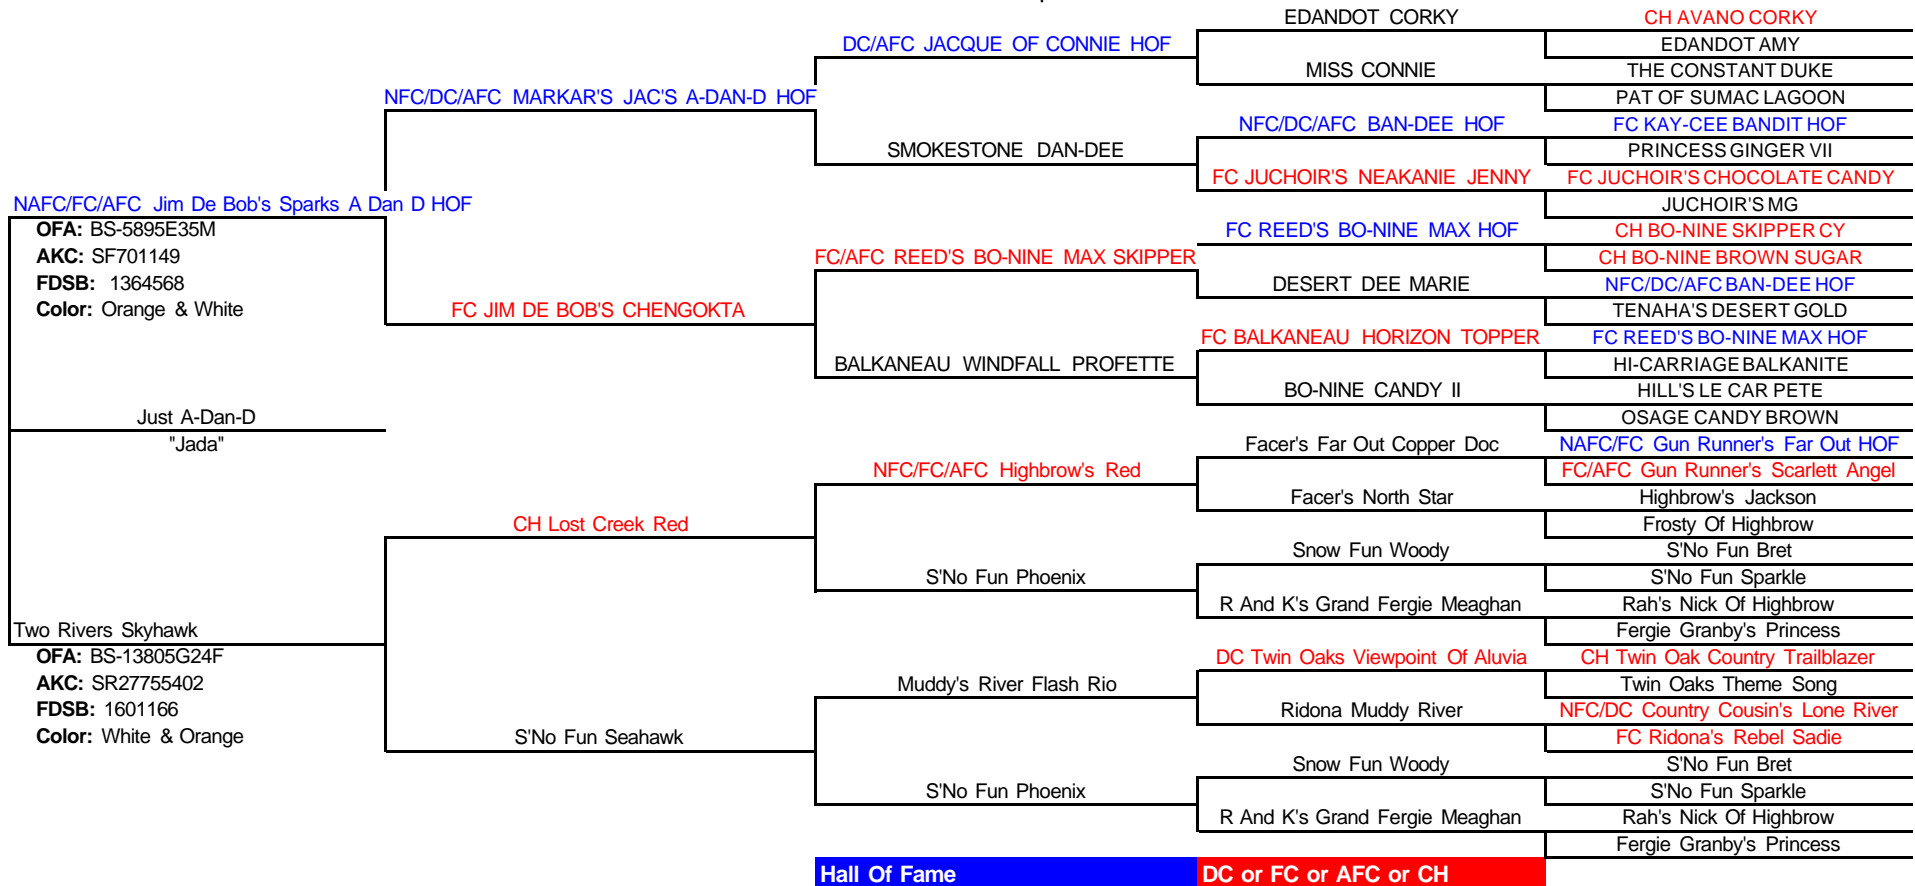 EDANDOT CORKY CH AVANO CORKY
DC/AFC JACQUE OF CONNIE HOF EDANDOT AMY
MISS CONNIE THE CONSTANT DUKE
NFC/DC/AFC MARKAR'S JAC'S A-DAN-D HOF PAT OF SUMAC LAGOON
NFC/DC/AFC BAN-DEE HOF FC KAY-CEE BANDIT HOF
SMOKESTONE DAN-DEE PRINCESS GINGER VII
FC JUCHOIR'S NEAKANIE JENNY FC JUCHOIR'S CHOCOLATE CANDY
NAFC/FC/AFC Jim De Bob's Sparks A Dan D HOF JUCHOIR'S MG
OFA: BS-5895E35M FC REED'S BO-NINE MAX HOF CH BO-NINE SKIPPER CY
AKC: SF701149 FC/AFC REED'S BO-NINE MAX SKIPPER CH BO-NINE BROWN SUGAR
FDSB: 1364568 DESERT DEE MARIE NFC/DC/AFC BAN-DEE HOF
Color: Orange & White FC JIM DE BOB'S CHENGOKTA TENAHA'S DESERT GOLD
FC BALKANEAU HORIZON TOPPER FC REED'S BO-NINE MAX HOF
BALKANEAU WINDFALL PROFETTE HI-CARRIAGE BALKANITE
BO-NINE CANDY II HILL'S LE CAR PETE
Just A-Dan-D OSAGE CANDY BROWN
"Jada" Facer's Far Out Copper Doc NAFC/FC Gun Runner's Far Out HOF
NFC/FC/AFC Highbrow's Red FC/AFC Gun Runner's Scarlett Angel
Facer's North Star Highbrow's Jackson
CH Lost Creek Red Frosty Of Highbrow
Snow Fun Woody S'No Fun Bret
S'No Fun Phoenix S'No Fun Sparkle
R And K's Grand Fergie Meaghan Rah's Nick Of Highbrow
Two Rivers Skyhawk Fergie Granby's Princess
OFA: BS-13805G24F DC Twin Oaks Viewpoint Of Aluvia CH Twin Oak Country Trailblazer
AKC: SR27755402 Muddy's River Flash Rio Twin Oaks Theme Song
FDSB: 1601166 Ridona Muddy River NFC/DC Country Cousin's Lone River
Color: White & Orange S'No Fun Seahawk FC Ridona's Rebel Sadie
Snow Fun Woody S'No Fun Bret
S'No Fun Phoenix S'No Fun Sparkle
R And K's Grand Fergie Meaghan Rah's Nick Of Highbrow
Fergie Granby's Princess
Hall Of Fame DC or FC or AFC or CH